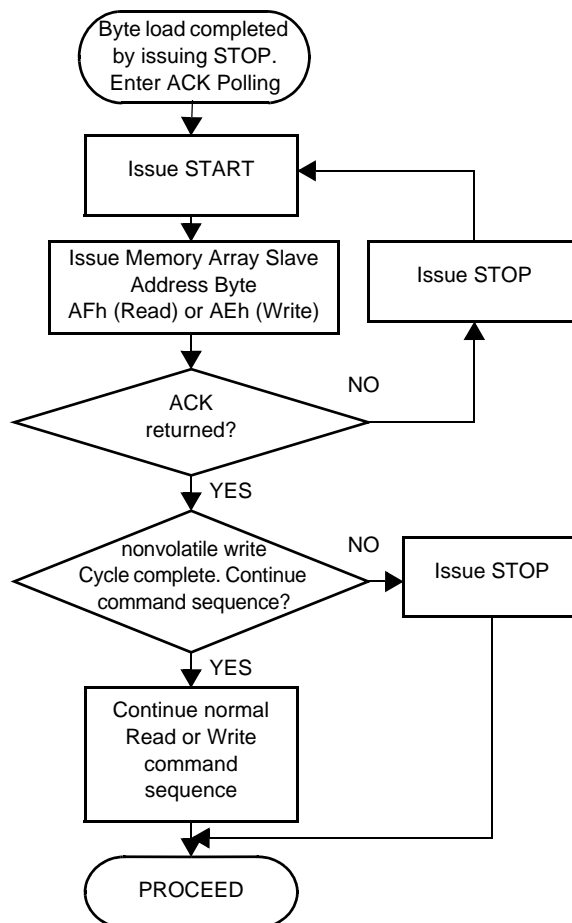 Byte load completed
by issuing STOP.
Enter ACK Polling
Issue START
Issue Memory Array Slave
Address Byte
AFh (Read) or AEh (Write)
Issue STOP
ACK
returned?
NO
YES
nonvolatile write
Cycle complete. Continue
command sequence?
NO
Issue STOP
YES
Continue normal
Read or Write
command
sequence
PROCEED